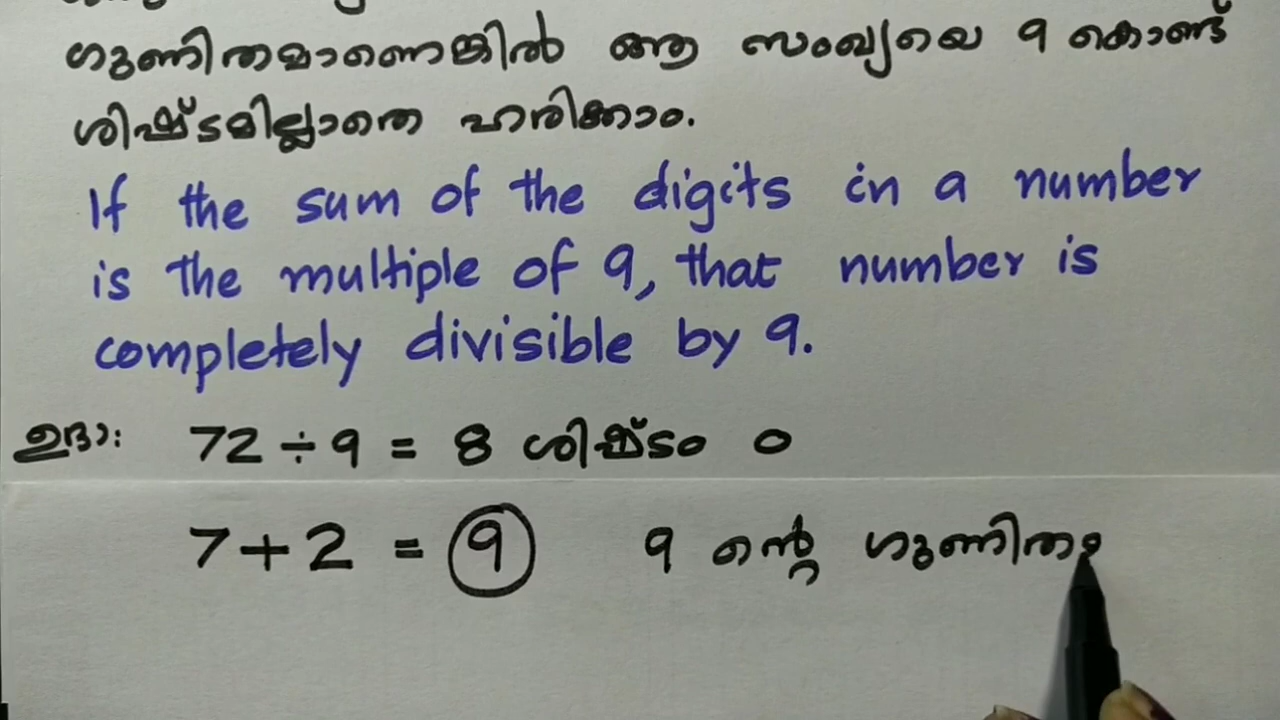 ഗുണിതമാണെങ്കിൽ ആ സംഖ്യയെ 9 കൊണ്ട്
ശിഷ്ടമില്ലാതെ ഹരിക്കാം.
If the sum of the digits in a number
is the multiple of 9, that number is
completely divisible by 9.
ഉദാ: 72 ÷ 9 = 8 ശിഷ്ടം 0
7 + 2 = 9 9 ന്റെ ഗുണിതമ